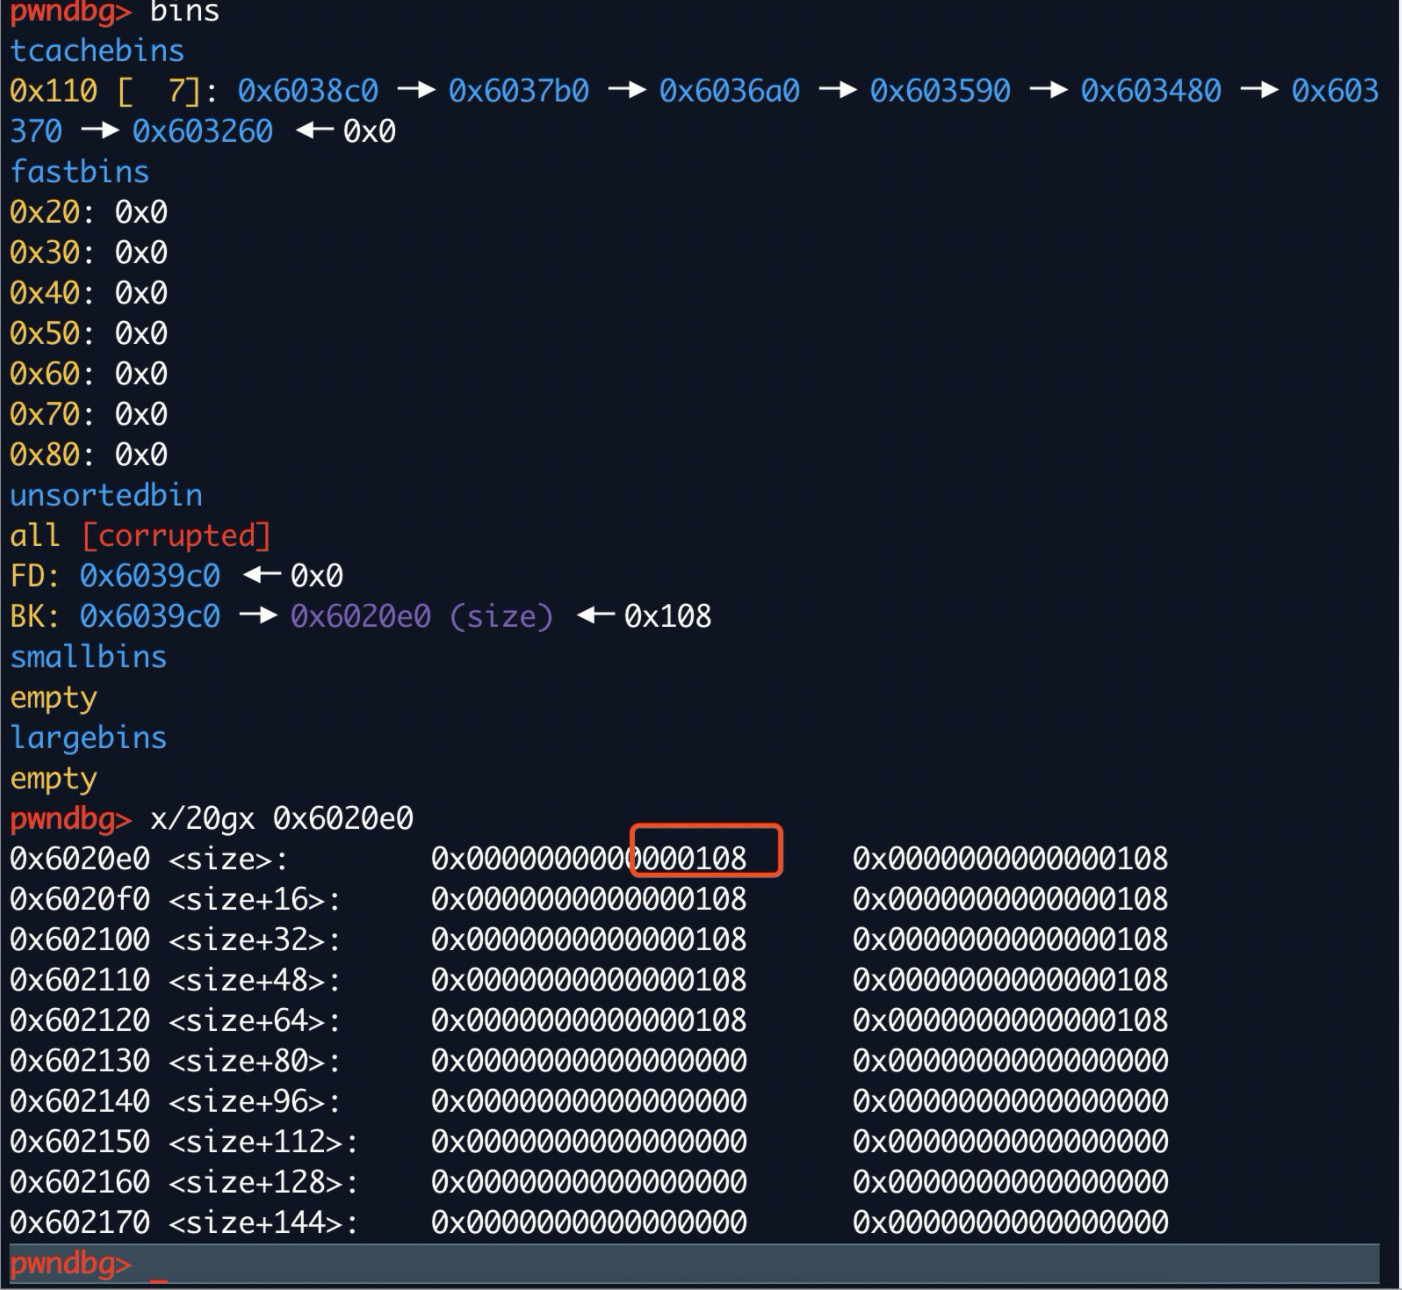 pwndbg> bins
tcachebins
0x110 [  7]: 0x6038c0 —▸ 0x6037b0 —▸ 0x6036a0 —▸ 0x603590 —▸ 0x603480 —▸ 0x603
370 —▸ 0x603260 ◂— 0x0
fastbins
0x20: 0x0
0x30: 0x0
0x40: 0x0
0x50: 0x0
0x60: 0x0
0x70: 0x0
0x80: 0x0
unsortedbin
all [corrupted]
FD: 0x6039c0 ◂— 0x0
BK: 0x6039c0 —▸ 0x6020e0 (size) ◂— 0x108
smallbins
empty
largebins
empty
pwndbg> x/20gx 0x6020e0
0x6020e0 <size>:	0x0000000000000108	0x0000000000000108
0x6020f0 <size+16>:	0x0000000000000108	0x0000000000000108
0x602100 <size+32>:	0x0000000000000108	0x0000000000000108
0x602110 <size+48>:	0x0000000000000108	0x0000000000000108
0x602120 <size+64>:	0x0000000000000108	0x0000000000000108
0x602130 <size+80>:	0x0000000000000000	0x0000000000000000
0x602140 <size+96>:	0x0000000000000000	0x0000000000000000
0x602150 <size+112>:	0x0000000000000000	0x0000000000000000
0x602160 <size+128>:	0x0000000000000000	0x0000000000000000
0x602170 <size+144>:	0x0000000000000000	0x0000000000000000
pwndbg> _